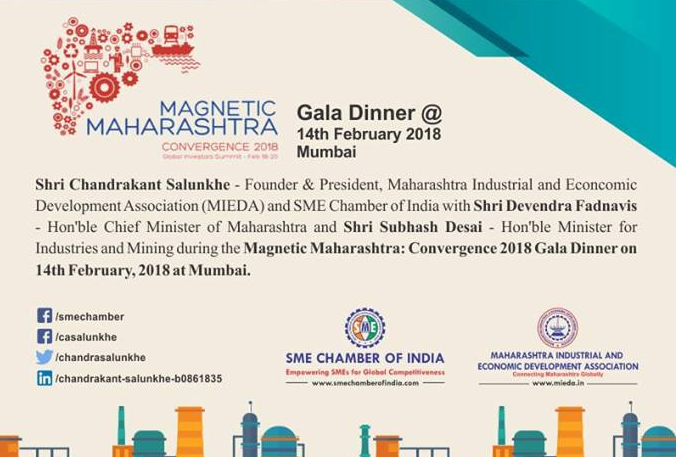 MAGNETIC
MAHARASHTRA
CONVERGENCE 2018
Global Investors Summit - Feb 18-20
Gala Dinner @
14th February 2018
Mumbai
Shri Chandrakant Salunkhe - Founder & President, Maharashtra Industrial and Econcomic
Development Association (MIEDA) and SME Chamber of India with Shri Devendra Fadnavis
- Hon'ble Chief Minister of Maharashtra and Shri Subhash Desai - Hon'ble Minister for
Industries and Mining during the Magnetic Maharashtra: Convergence 2018 Gala Dinner on
14th February, 2018 at Mumbai.
/smechamber
/casalunkhe
/chandrasalunkhe
/chandrakant-salunkhe-b0861835
SME
SME CHAMBER OF INDIA
Empowering SMEs for Global Competitiveness
www.smechamberofindia.com
MAHARASHTRA INDUSTRIAL AND
ECONOMIC DEVELOPMENT ASSOCIATION
Connecting Maharashtra Globally
www.mieda.in